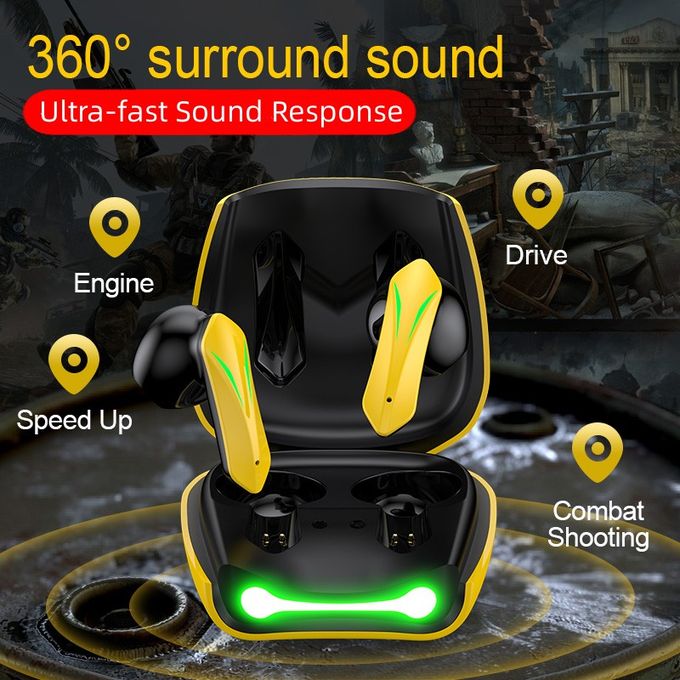 360° surround sound
Ultra-fast Sound Response
Drive
Engine
Speed Up
Combat
Shooting